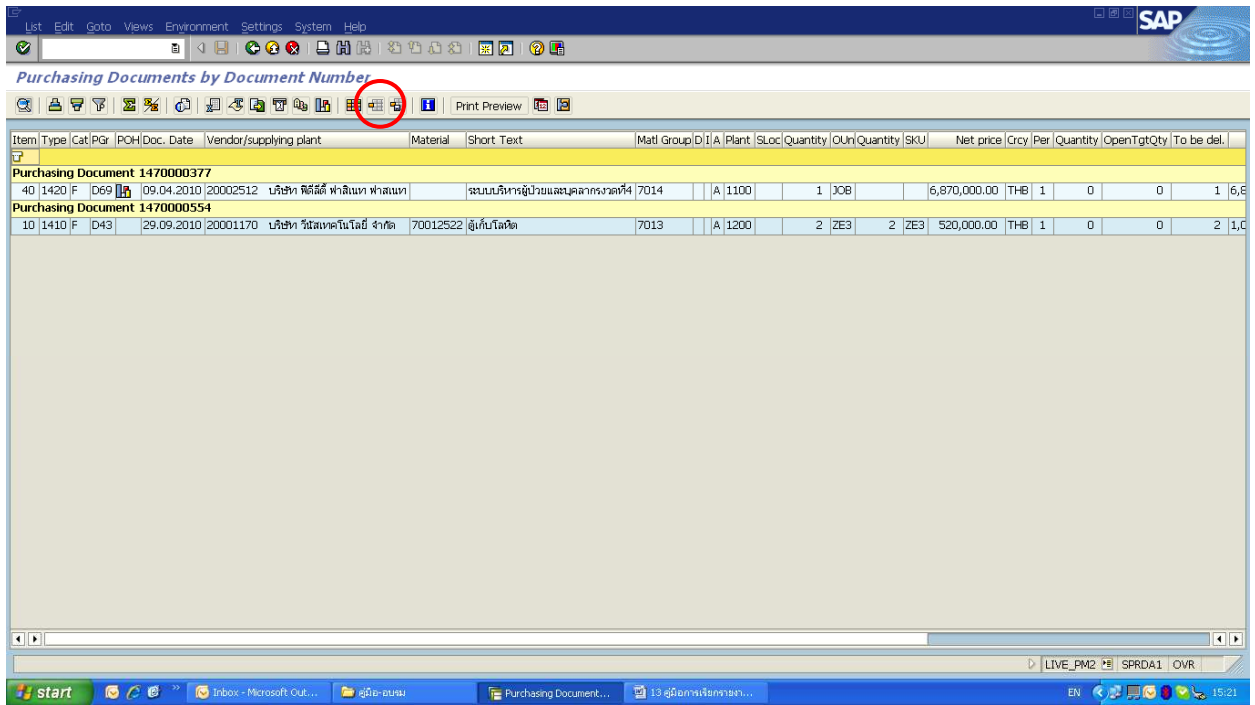 List Edit Goto Views Environment Settings System Help
SAP
Purchasing Documents by Document Number
Print Preview
Item Type Cat PGr POH Doc. Date Vendor/supplying plant Material Short Text Matl Group D I A Plant SLoc Quantity OUn Quantity SKU Net price Crcy Per Quantity OpenTgtQty To be del.
Purchasing Document 1470000377
40 1420 F D69 09.04.2010 20002512 บริษัท ฟิดีลิตี้ ฟาสิเนท ฟาสเนท ระบบบริหารผู้ป่วยและบุคลากรงวดที่4 7014 A 1100 1 JOB 6,870,000.00 THB 1 0 0 1 6,8
Purchasing Document 1470000554
10 1410 F D43 29.09.2010 20001170 บริษัท วีนัสเทคโนโลยี่ จำกัด 70012522 ตู้เก็บโลหิต 7013 A 1200 2 ZE3 2 ZE3 520,000.00 THB 1 0 0 2 1,0
LIVE_PM2 SPRDA1 OVR
start Inbox - Microsoft Out... คู่มือ-อบรม Purchasing Document... 13 คู่มือการเรียกรายงา... EN 15:21